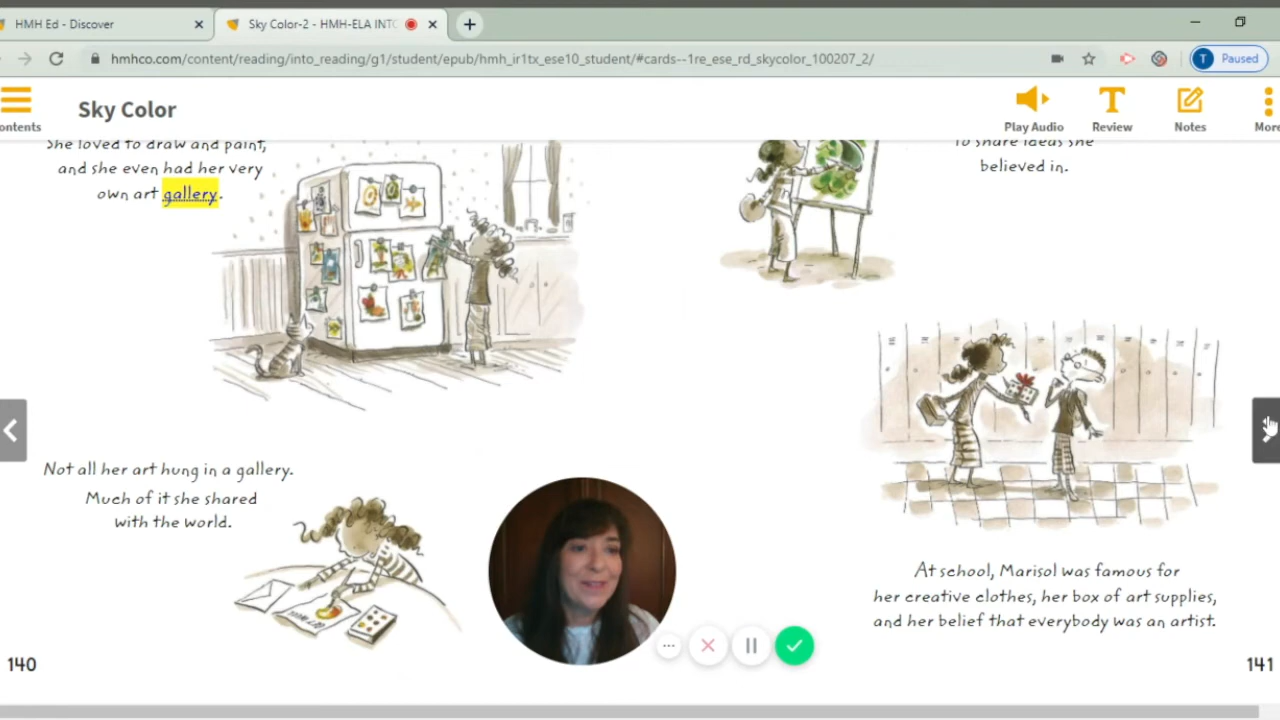 HMH Ed - Discover
Sky Color-2 - HMH-ELA INTO
hmhco.com/content/reading/into_reading/g1/student/epub/hmh_ir1tx_ese10_student/#cards--1re_ese_rd_skycolor_100207_2/
T Paused
ontents
Sky Color
Play Audio
T
Review
Notes
Mor
She loved to draw and paint,
and she even had her very
own art gallery.
To share ideas she
believed in.
Not all her art hung in a gallery.
Much of it she shared
with the world.
At school, Marisol was famous for
her creative clothes, her box of art supplies,
and her belief that everybody was an artist.
140
141